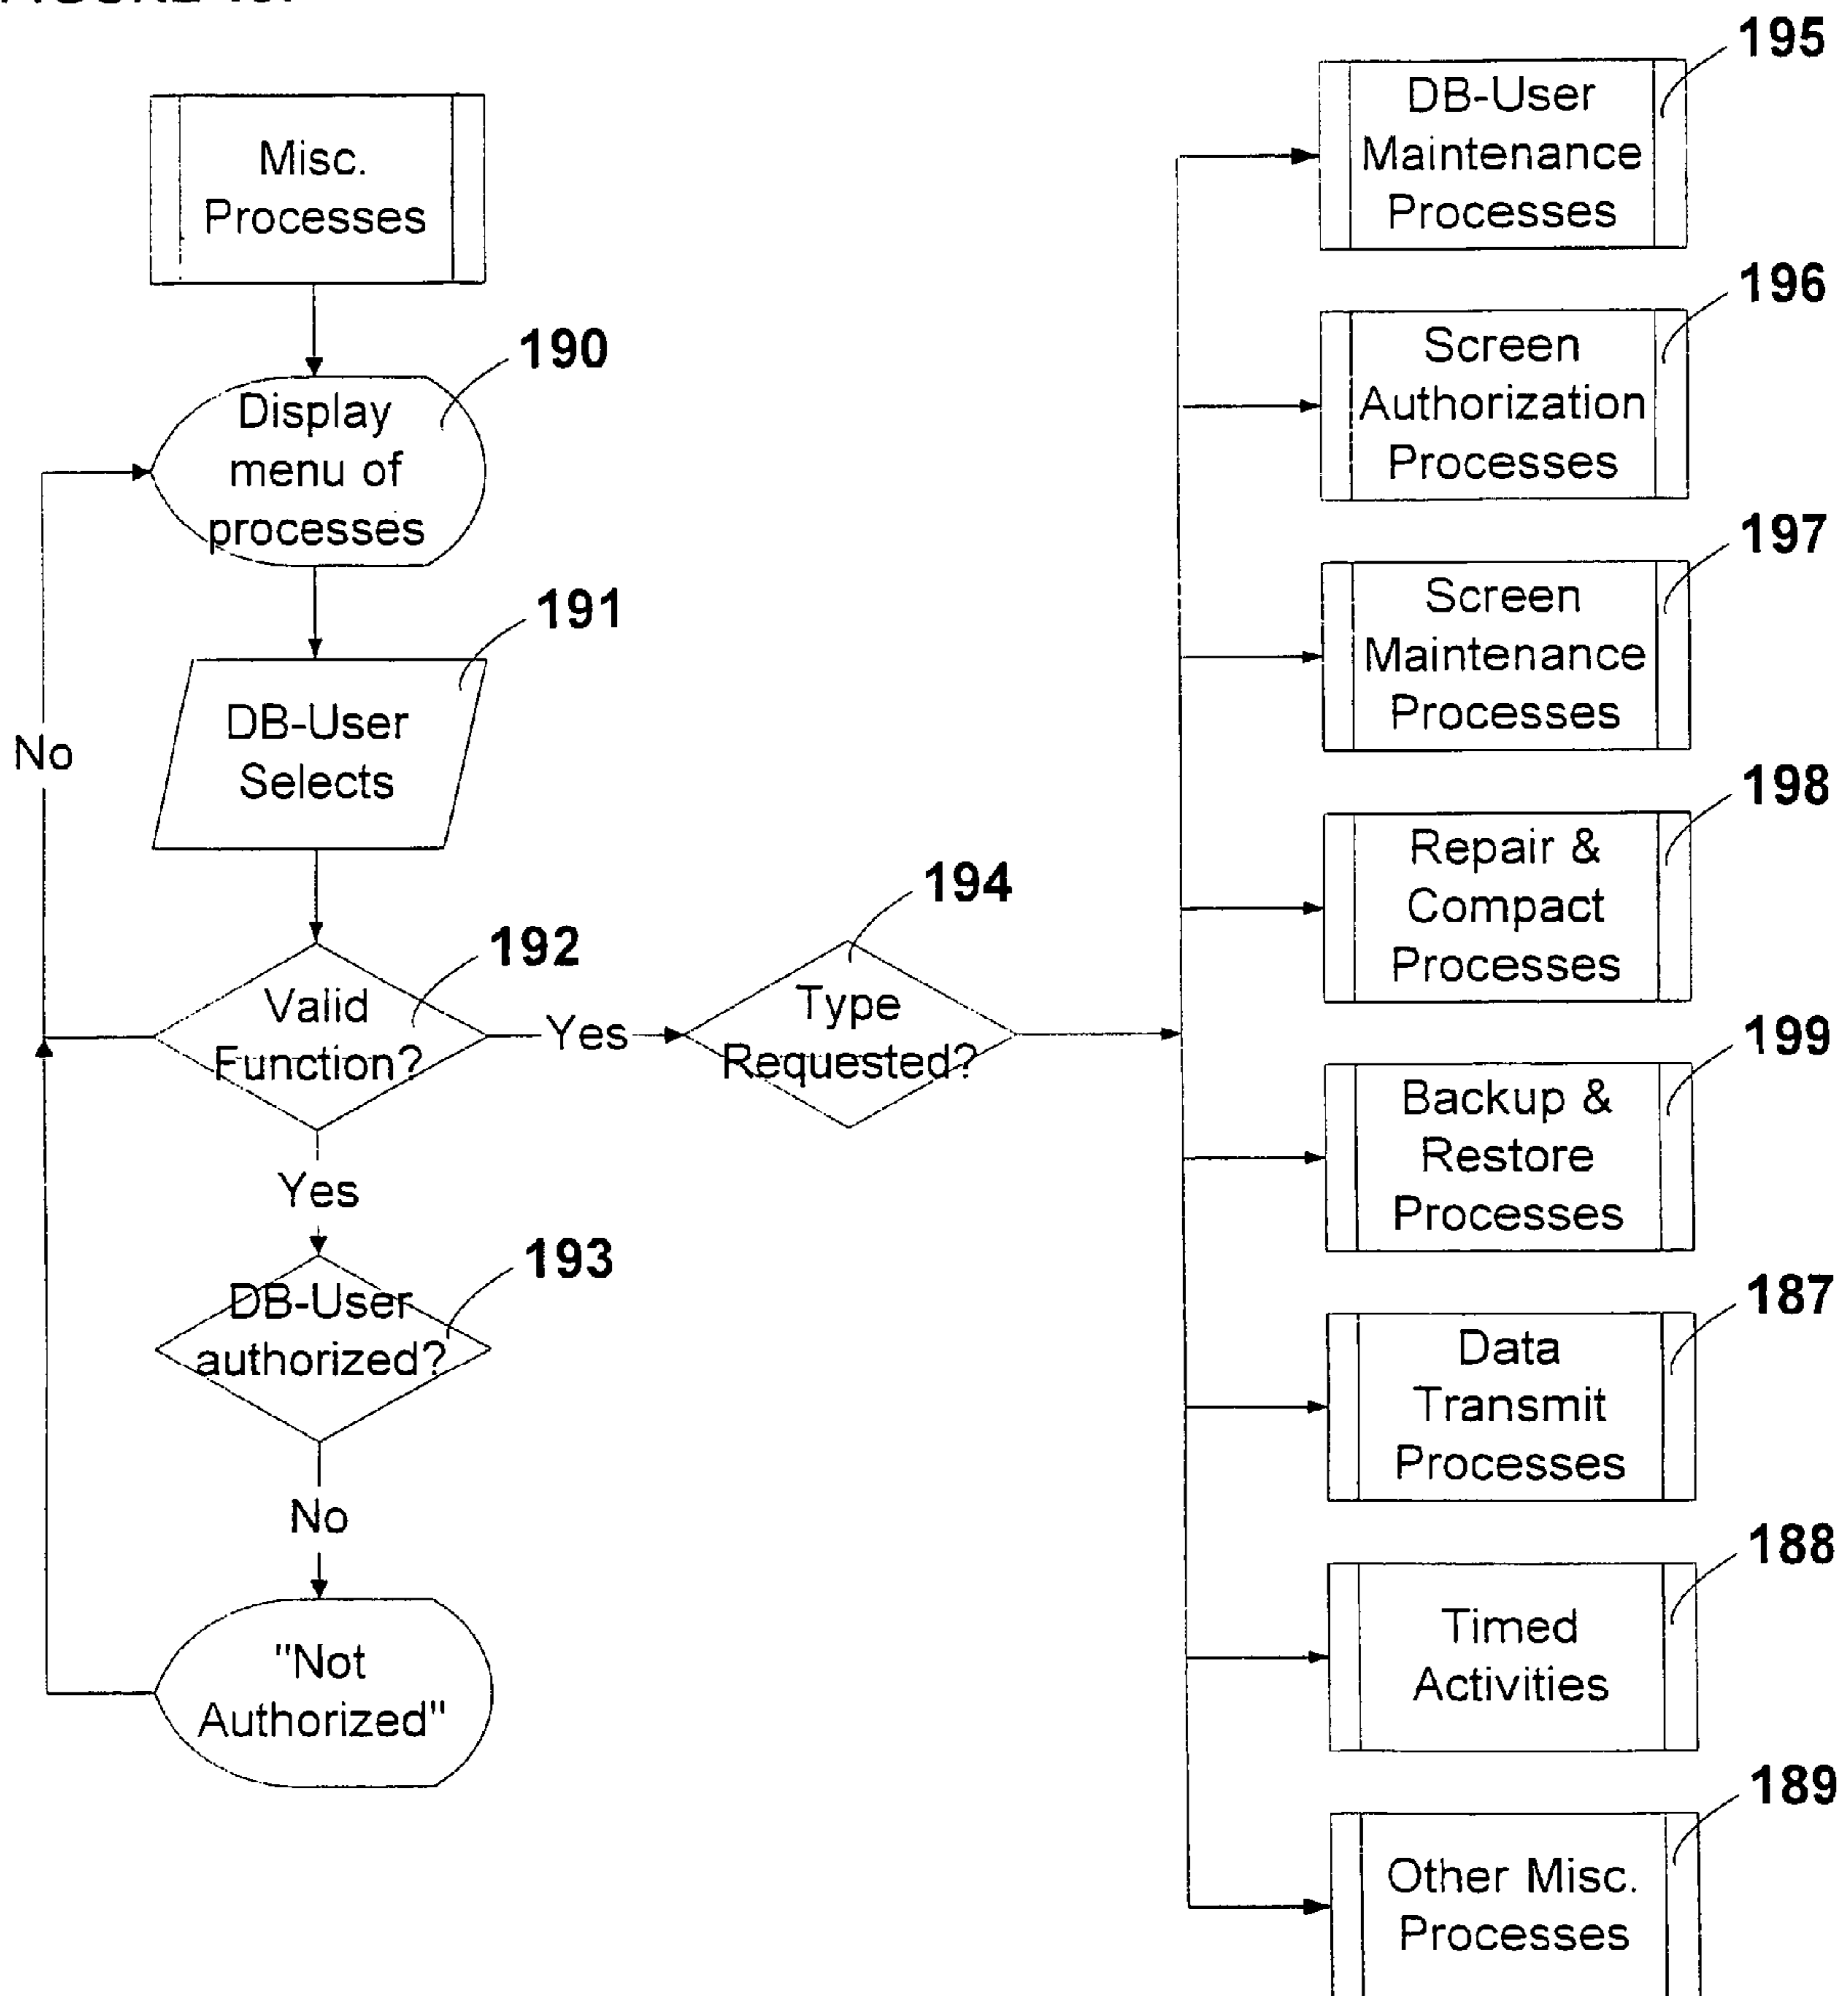 195
DB-User
Maintenance
Processes
Misc.
Processes
196
Screen
Authorization
Processes
190
Display
menu of
processes
197
Screen
Maintenance
Processes
191
DB-User
Selects
No
198
Repair &
Compact
Processes
194
Type
Requested?
192
Valid
Function?
Yes
199
Backup &
Restore
Processes
Yes
193
DB-User
authorized?
187
Data
Transmit
Processes
No
188
Timed
Activities
"Not
Authorized"
189
Other Misc.
Processes